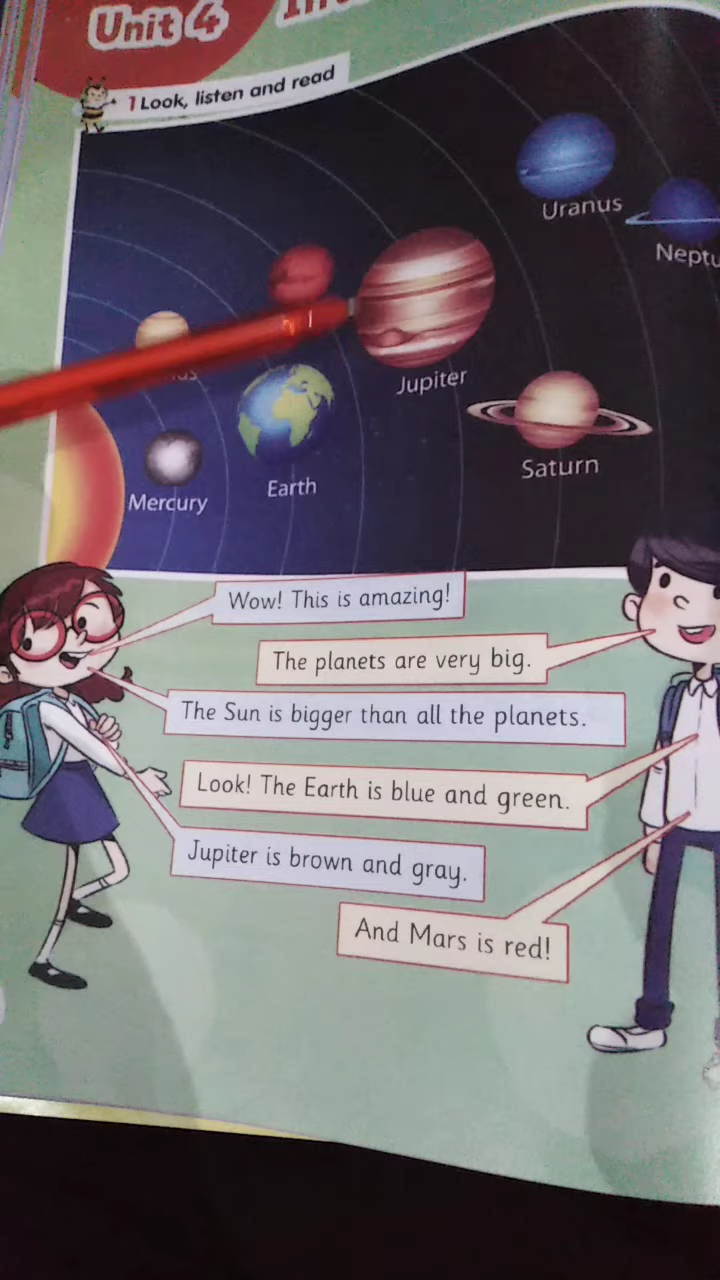 Unit 4
1 Look, listen and read
Uranus
Jupiter
Saturn
Earth
Mercury
Wow! This is amazing!
The planets are very big.
The Sun is bigger than all the planets.
Look! The Earth is blue and green.
Jupiter is brown and gray.
And Mars is red!